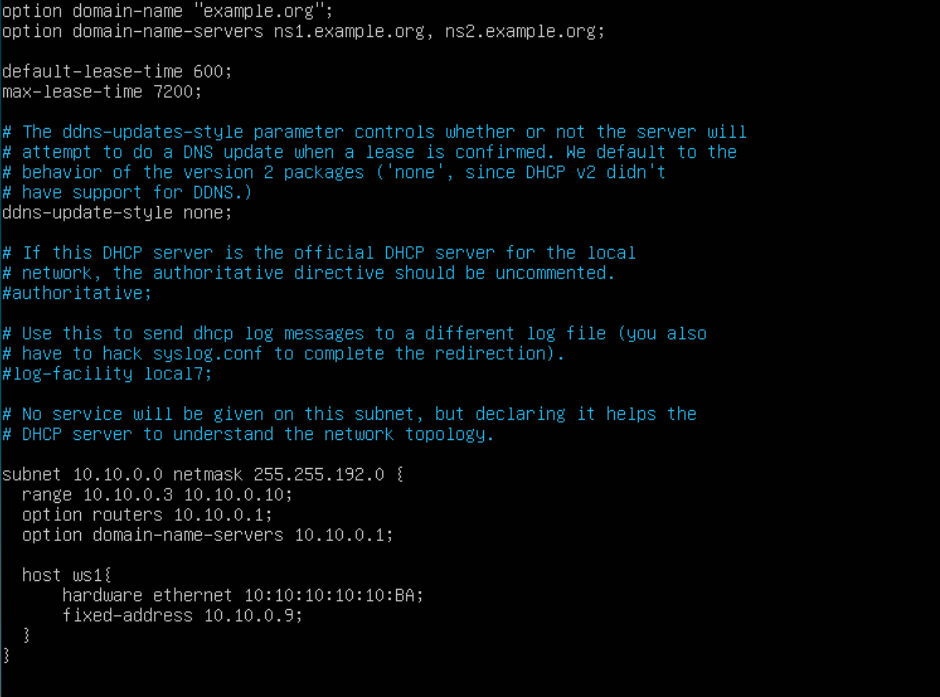 option domain-name "example.org";
option domain-name-servers ns1.example.org, ns2.example.org;
default-lease-time 600;
max-lease-time 7200;
# The ddns-updates-style parameter controls whether or not the server will
# attempt to do a DNS update when a lease is confirmed. We default to the
# behavior of the version 2 packages ('none', since DHCP v2 didn't
# have support for DDNS.)
ddns-update-style none;
# If this DHCP server is the official DHCP server for the local
# network, the authoritative directive should be uncommented.
#authoritative;
# Use this to send dhcp log messages to a different log file (you also
# have to hack syslog.conf to complete the redirection).
#log-facility local7;
# No service will be given on this subnet, but declaring it helps the
# DHCP server to understand the network topology.
subnet 10.10.0.0 netmask 255.255.192.0 {
  range 10.10.0.3 10.10.0.10;
  option routers 10.10.0.1;
  option domain-name-servers 10.10.0.1;
  host ws1{
      hardware ethernet 10:10:10:10:10:BA;
      fixed-address 10.10.0.9;
  }
}